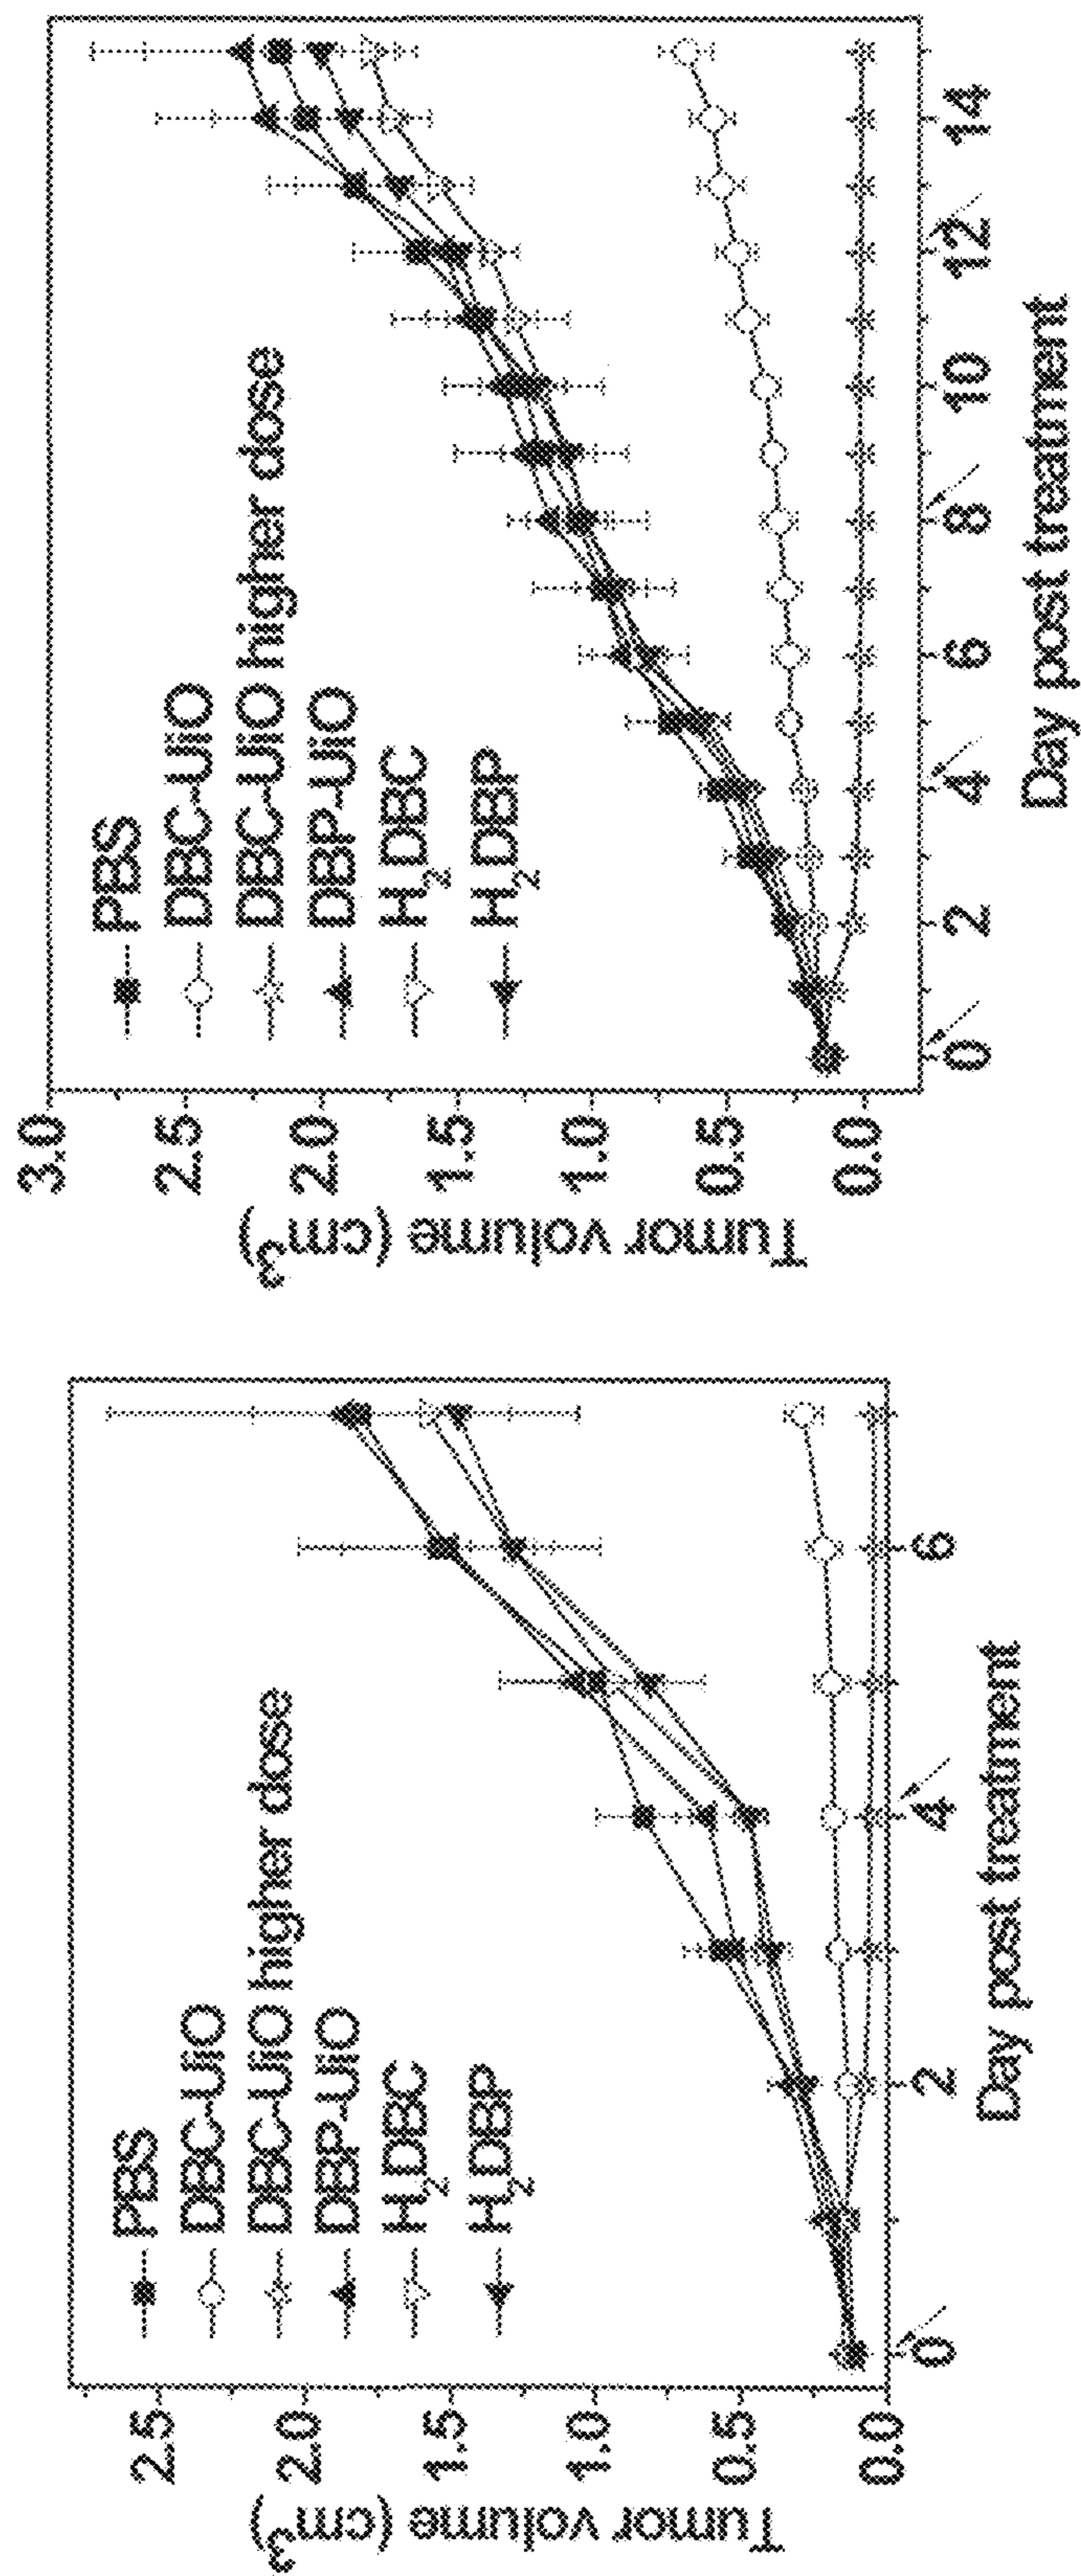 Tumor volume (cm³)
2.5
2.0
1.5
1.0
0.5
0.0
PBS
DBC-UiO
DBC-UiO higher dose
DBP-UiO
H₂DBC
H₂DBP
0 2 4 6
Day post treatment
Tumor volume (cm³)
3.0
2.5
2.0
1.5
1.0
0.5
0.0
PBS
DBC-UiO
DBC-UiO higher dose
DBP-UiO
H₂DBC
H₂DBP
0 2 4 6 8 10 12 14
Day post treatment